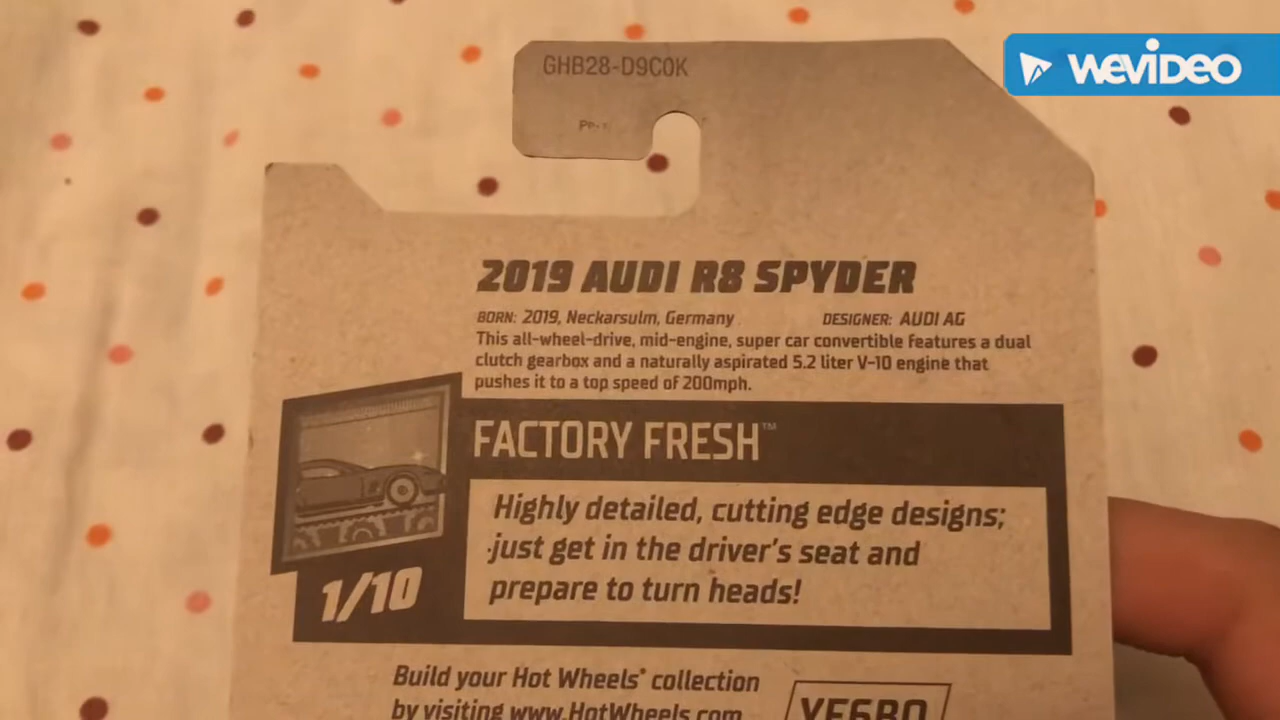 WEVIDEO
GHB28-D9C0K
2019 AUDI R8 SPYDER
BORN: 2019, Neckarsulm, Germany DESIGNER: AUDI AG
This all-wheel-drive, mid-engine, super car convertible features a dual
clutch gearbox and a naturally aspirated 5.2 liter V-10 engine that
pushes it to a top speed of 200mph.
FACTORY FRESH™
Highly detailed, cutting edge designs;
just get in the driver's seat and
prepare to turn heads!
1/10
Build your Hot Wheels® collection
by visiting www.HotWheels.com